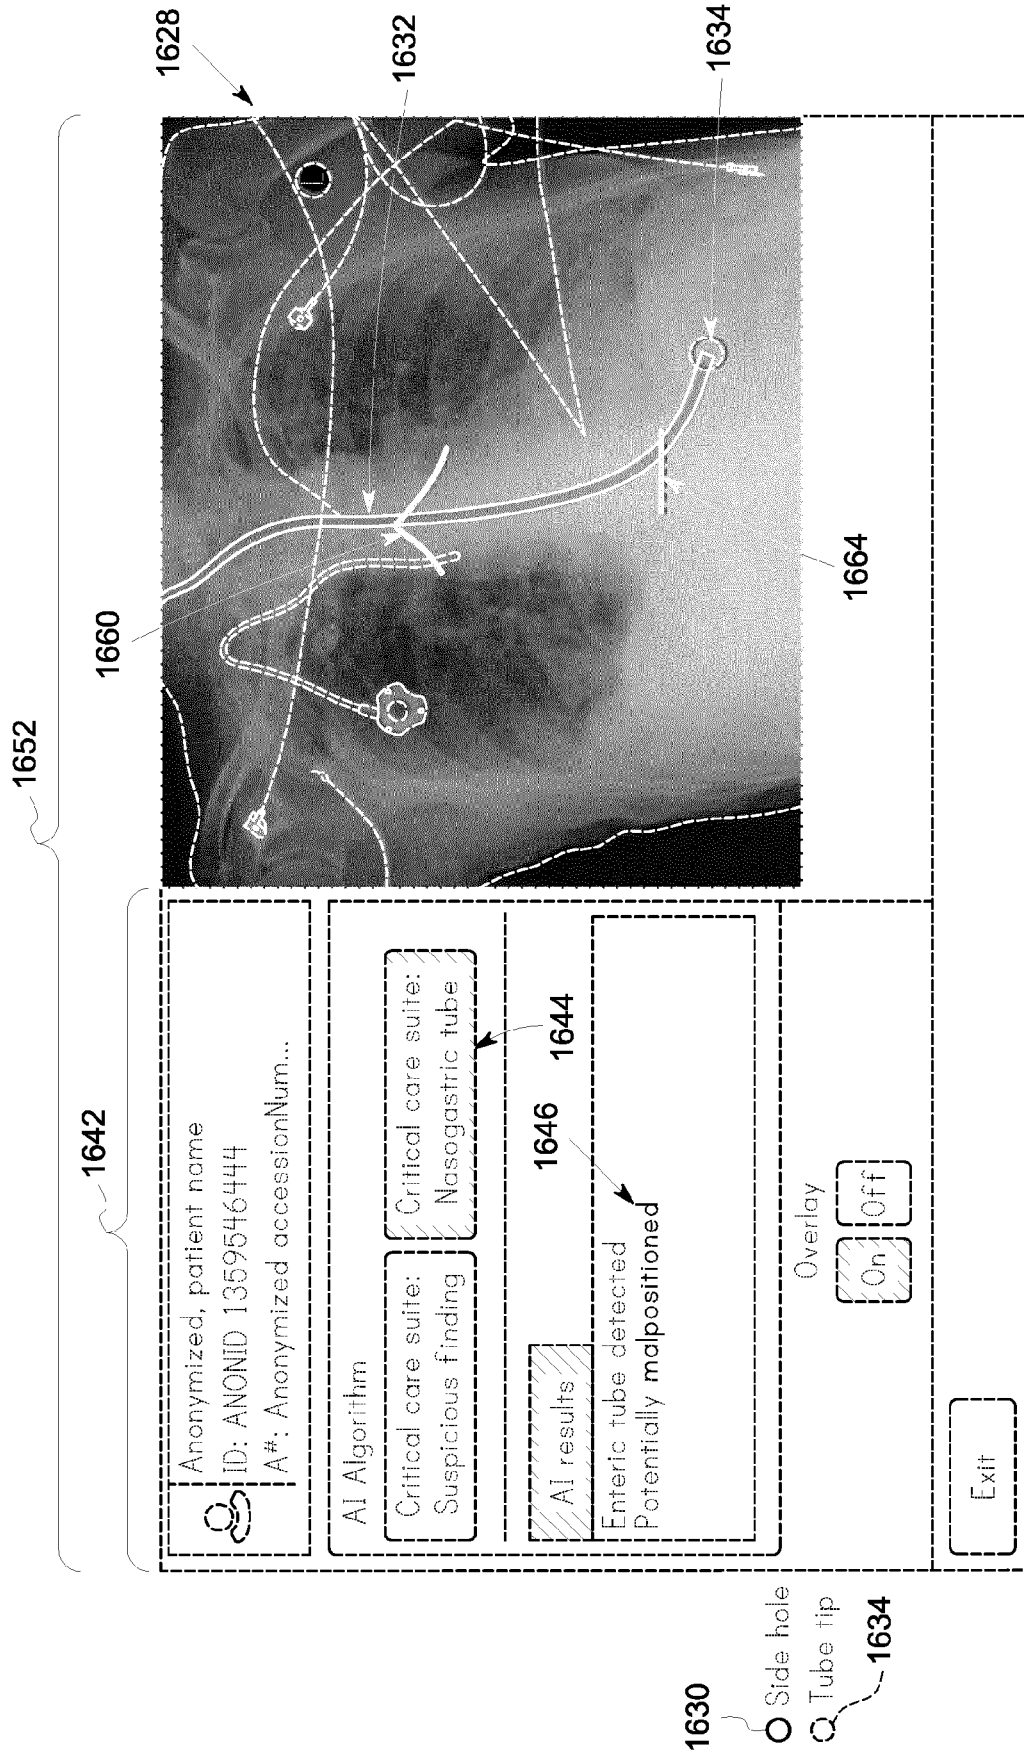 1652
1642
Anonymized, patient name
ID: ANONID 1359546444
A#: Anonymized accessionNum...
AI Algorithm
Critical care suite:
Suspicious finding
Critical care suite:
Nasogastric tube
1644
AI results
Enteric tube detected
Potentially malpositioned
1646
Overlay
On
Off
Exit
1660
1628
1632
1634
1664
1630
Side hole
Tube tip
1634